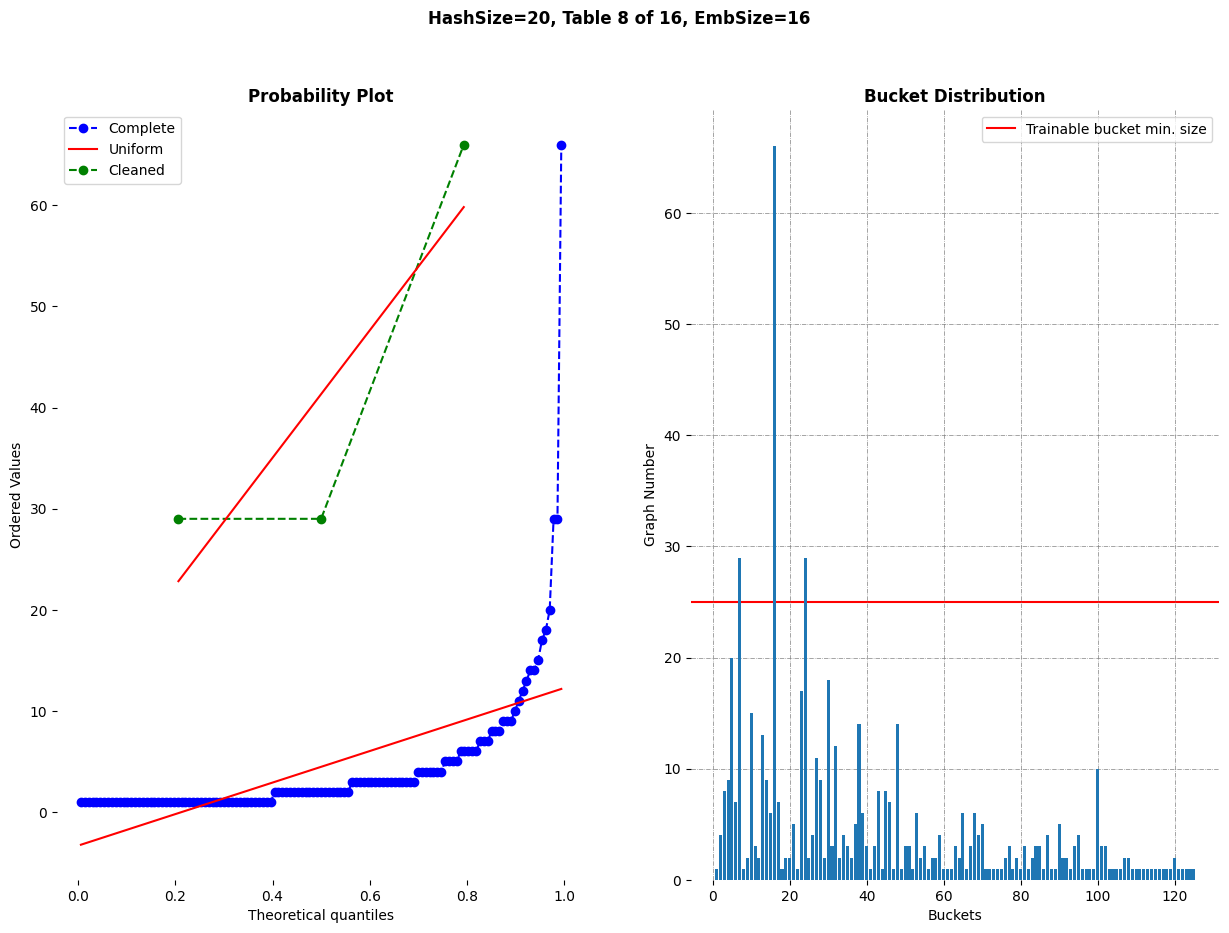 HashSize=20, Table 8 of 16, EmbSize=16
Probability Plot
Complete
Uniform
Cleaned
Ordered Values
60
50
40
30
20
10
0
0.0 0.2 0.4 0.6 0.8 1.0
Theoretical quantiles
Bucket Distribution
Trainable bucket min. size
Graph Number
60
50
40
30
20
10
0
0 20 40 60 80 100 120
Buckets